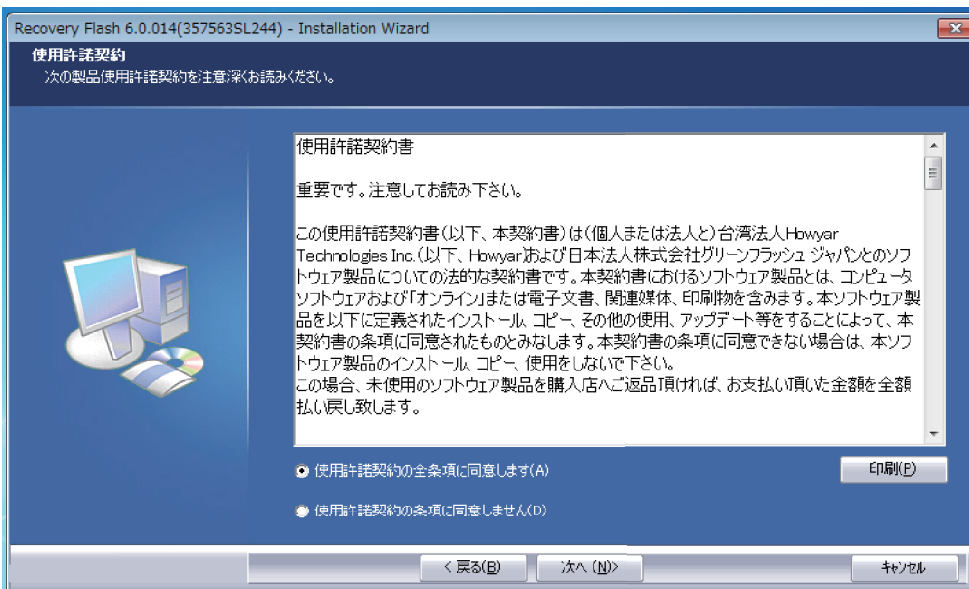 Recovery Flash 6.0.014(357563SL244) - Installation Wizard
使用許諾契約
次の製品使用許諾契約を注意深くお読みください。
使用許諾契約書
重要です。注意してお読み下さい。
この使用許諾契約書(以下、本契約書)は(個人または法人と)台湾法人Howyar
Technologies Inc.(以下、Howyar)および日本法人株式会社グリーンフラッシュ ジャパンとのソフ
トウェア製品についての法的な契約書です。本契約書におけるソフトウェア製品とは、コンピュータ
ソフトウェアおよび「オンライン」または電子文書、関連媒体、印刷物を含みます。本ソフトウェア製
品を以下に定義されたインストール、コピー、その他の使用、アップデート等をすることによって、本
契約書の条項に同意されたものとみなします。本契約書の条項に同意できない場合は、本ソフ
トウェア製品のインストール、コピー、使用をしないで下さい。
この場合、未使用のソフトウェア製品を購入店へご返品頂ければ、お支払い頂いた金額を全額
払い戻し致します。
使用許諾契約の全条項に同意します(A)
印刷(P)
使用許諾契約の条項に同意しません(D)
< 戻る(B)
次へ (N)>
キャンセル